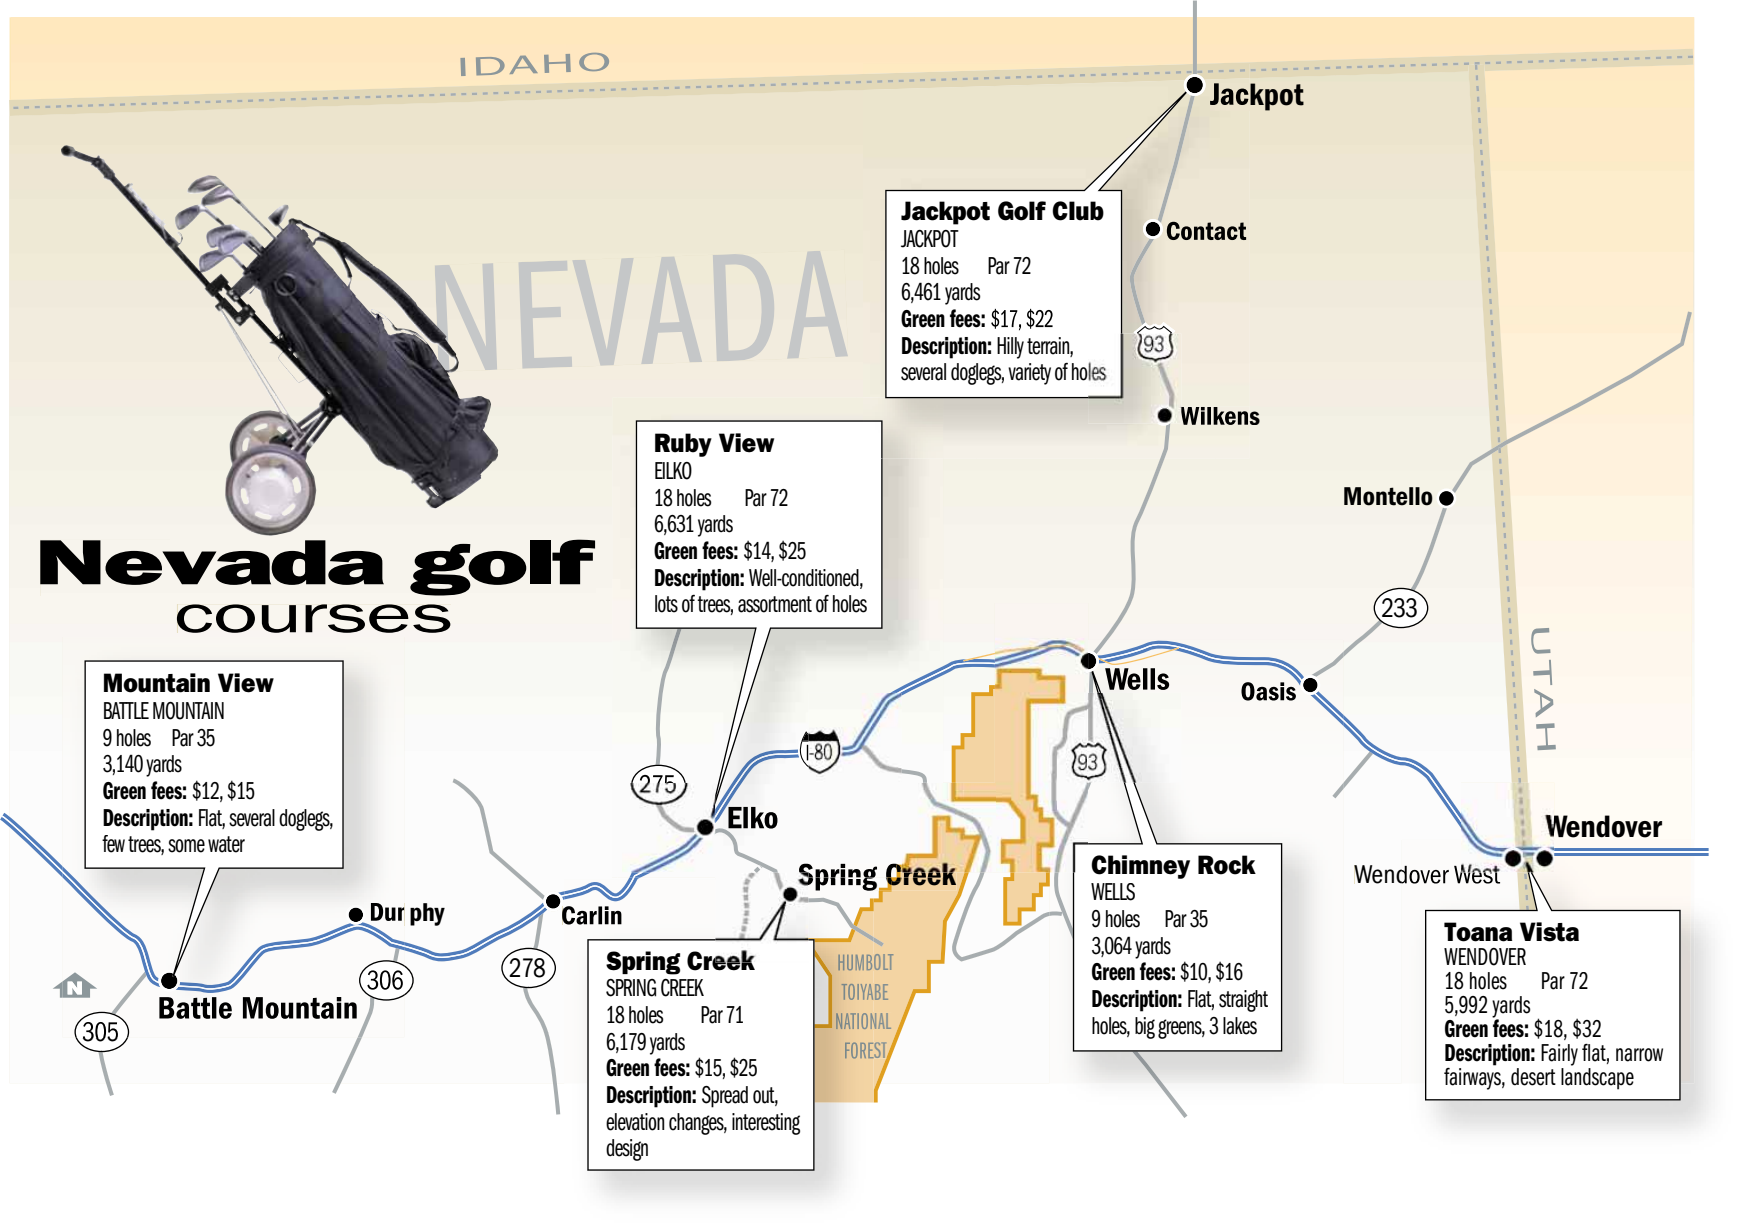 IDAHO
Jackpot
Jackpot Golf Club
JACKPOT
18 holes Par 72
6,461 yards
Green fees: $17, $22
Description: Hilly terrain,
several doglegs, variety of holes
Contact
NEVADA
93
Wilkens
Ruby View
EILKO
18 holes Par 72
6,631 yards
Green fees: $14, $25
Description: Well-conditioned,
lots of trees, assortment of holes
Montello
Nevada golf
courses
233
UTAH
Mountain View
BATTLE MOUNTAIN
9 holes Par 35
3,140 yards
Green fees: $12, $15
Description: Flat, several doglegs,
few trees, some water
Wells
Oasis
I-80
93
275
Elko
Wendover
Wendover West
Spring Creek
Durphy
Carlin
Chimney Rock
WELLS
9 holes Par 35
3,064 yards
Green fees: $10, $16
Description: Flat, straight
holes, big greens, 3 lakes
Toana Vista
WENDOVER
18 holes Par 72
5,992 yards
Green fees: $18, $32
Description: Fairly flat, narrow
fairways, desert landscape
278
306
N
Battle Mountain
305
Spring Creek
SPRING CREEK
18 holes Par 71
6,179 yards
Green fees: $15, $25
Description: Spread out,
elevation changes, interesting
design
HUMBOLT
TOIYABE
NATIONAL
FOREST